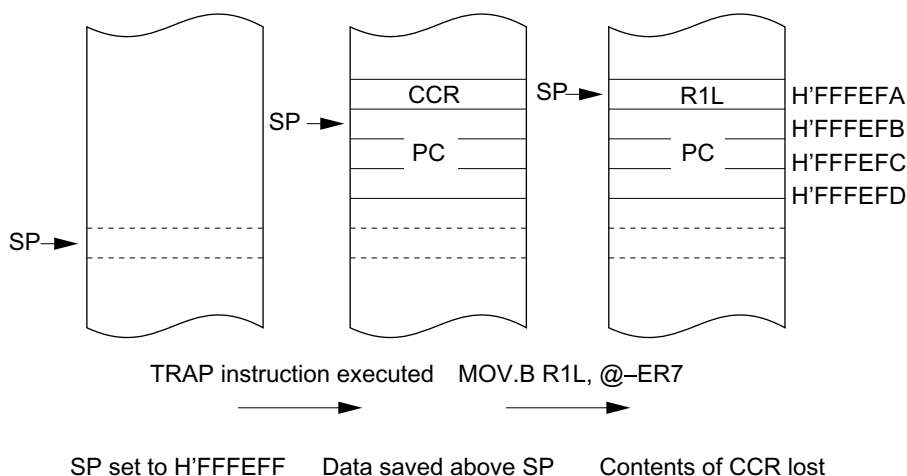 CCR
SP
R1L
H'FFFEFA
SP
H'FFFEFB
PC
PC
H'FFFEFC
H'FFFEFD
SP
TRAP instruction executed
MOV.B R1L, @–ER7
SP set to H'FFFEFF
Data saved above SP
Contents of CCR lost